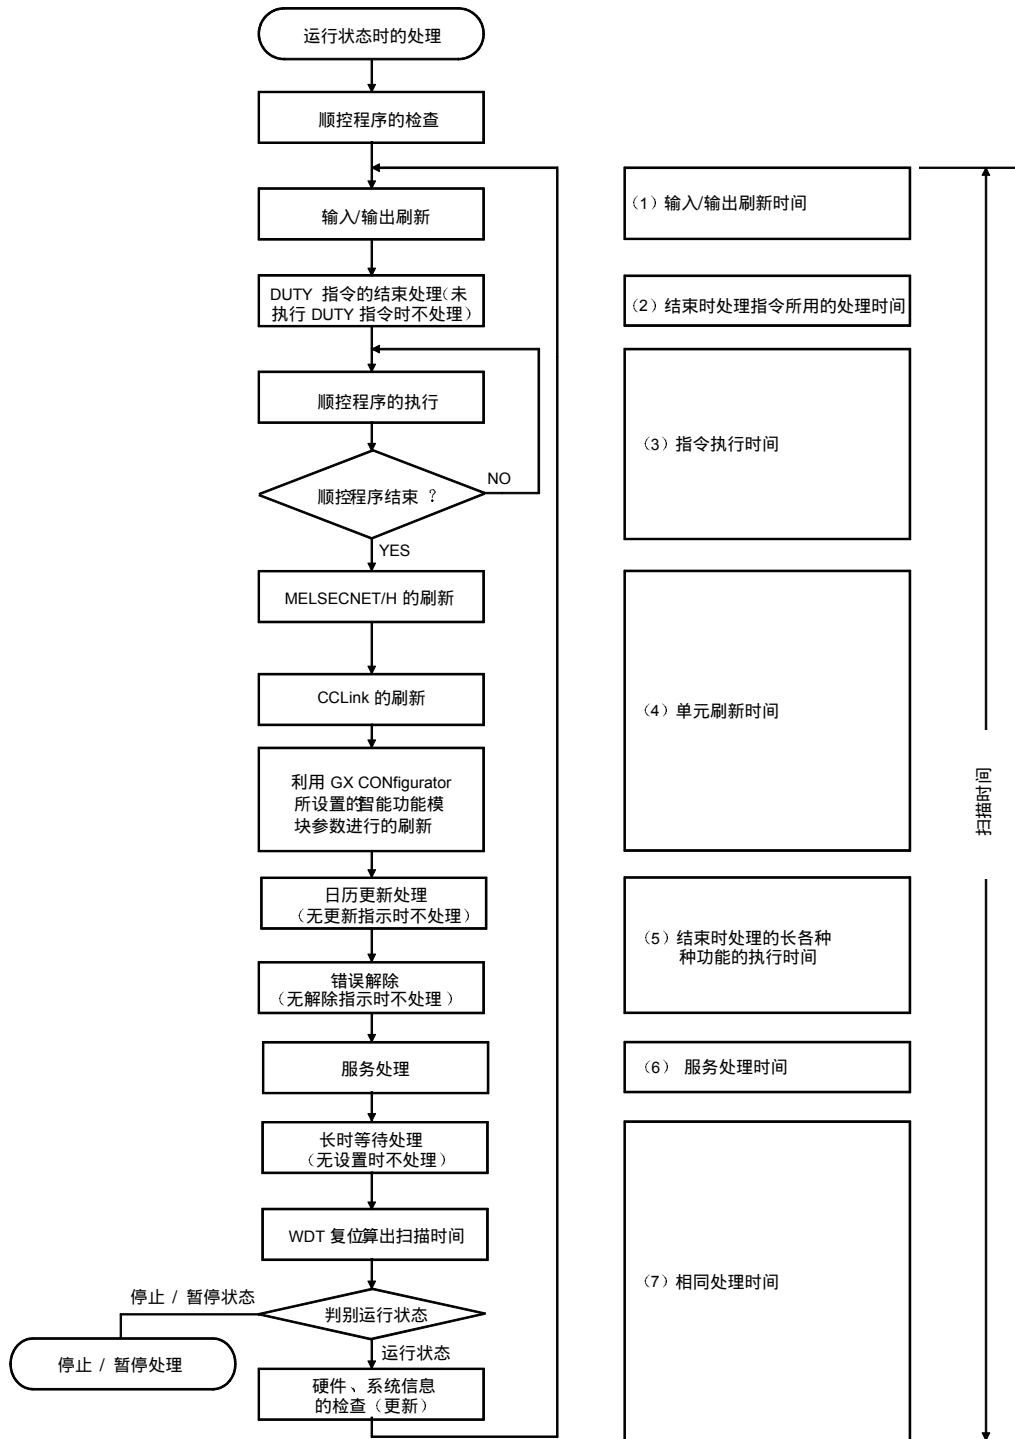 运行状态时的处理
顺控程序的检查
输入/输出刷新
(1)输入/输出刷新时间
DUTY 指令的结束处理(未
执行 DUTY 指令时不处理)
(2)结束时处理指令所用的处理时间
顺控程序的执行
(3)指令执行时间
顺控程序结束 ?
NO
YES
MELSECNET/H 的刷新
CCLink 的刷新
(4)单元刷新时间
利用 GX CONfigurator
所设置的智能功能模
块参数进行的刷新
扫描时间
日历更新处理
(无更新指示时不处理)
(5)结束时处理的长各种
种功能的执行时间
错误解除
(无解除指示时不处理)
服务处理
(6) 服务处理时间
长时等待处理
(无设置时不处理)
WDT 复位算出扫描时间
(7)相同处理时间
停止 / 暂停状态
判别运行状态
运行状态
停止 / 暂停处理
硬件、系统信息
的检查(更新)